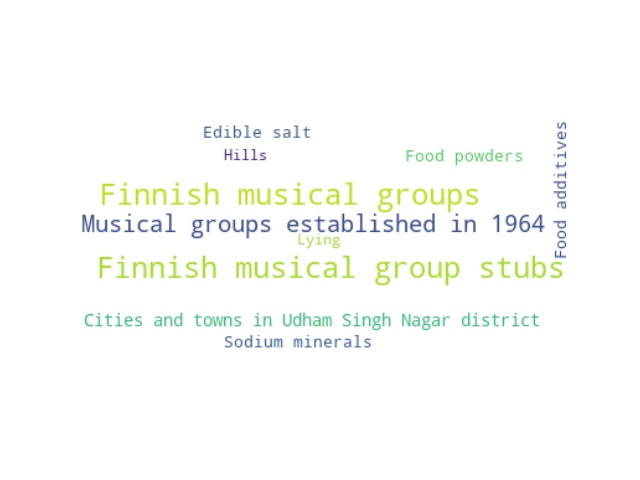 Edible salt
Hills
Food powders
Food additives
Finnish musical groups
Musical groups established in 1964
Lying
Finnish musical group stubs
Cities and towns in Udham Singh Nagar district
Sodium minerals